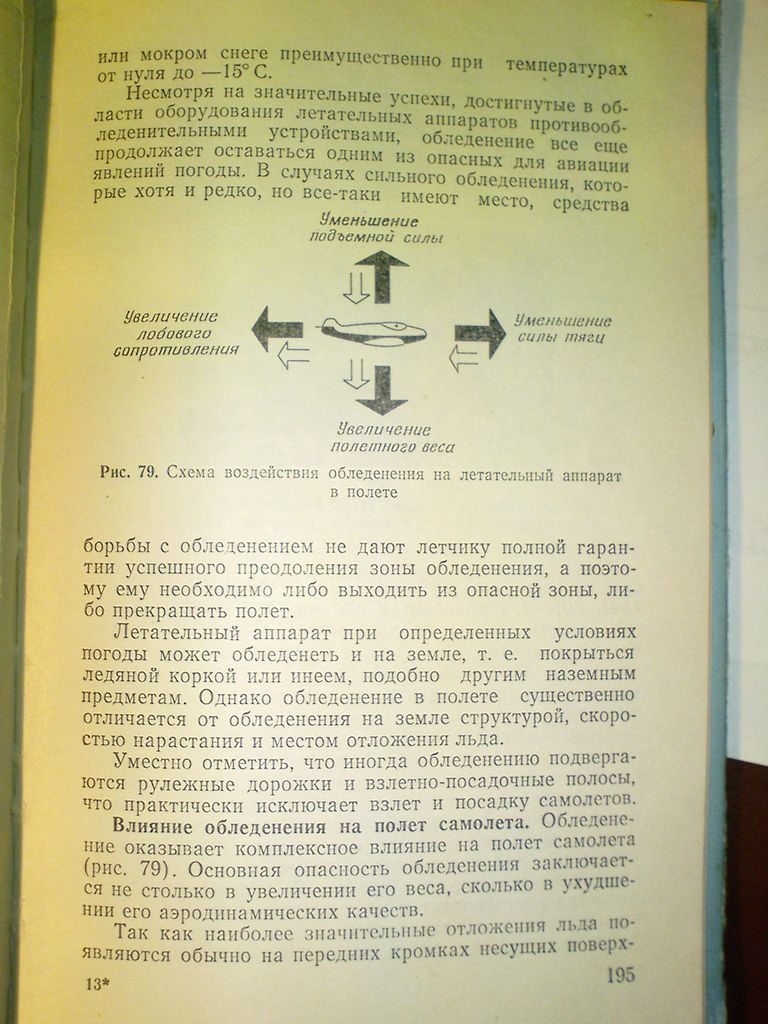 или мокром снеге преимущественно при температурах
от нуля до —15° С.
Несмотря на значительные успехи, достигнутые в об-
ласти оборудования летательных аппаратов противооб-
леденительными устройствами, обледенение все еще
продолжает оставаться одним из опасных для авиации
явлений погоды. В случаях сильного обледенения, кото-
рые хотя и редко, но все-таки имеют место, средства
Уменьшение
подъемной силы
Увеличение
лобового
сопротивления
Уменьшение
силы тяги
Увеличение
полетного веса
Рис. 79. Схема воздействия обледенения на летательный аппарат
в полете
борьбы с обледенением не дают летчику полной гаран-
тии успешного преодоления зоны обледенения, а поэто-
му ему необходимо либо выходить из опасной зоны, ли-
бо прекращать полет.
Летательный аппарат при определенных условиях
погоды может обледенеть и на земле, т. е. покрыться
ледяной коркой или инеем, подобно другим наземным
предметам. Однако обледенение в полете существенно
отличается от обледенения на земле структурой, скоро-
стью нарастания и местом отложения льда.
Уместно отметить, что иногда обледенению подверга-
ются рулежные дорожки и взлетно-посадочные полосы,
что практически исключает взлет и посадку самолетов.
Влияние обледенения на полет самолета. Обледене-
ние оказывает комплексное влияние на полет самолета
(рис. 79). Основная опасность обледенения заключает-
ся не столько в увеличении его веса, сколько в ухудше-
нии его аэродинамических качеств.
Так как наиболее значительные отложения льда по-
являются обычно на передних кромках несущих поверх-
13*
195